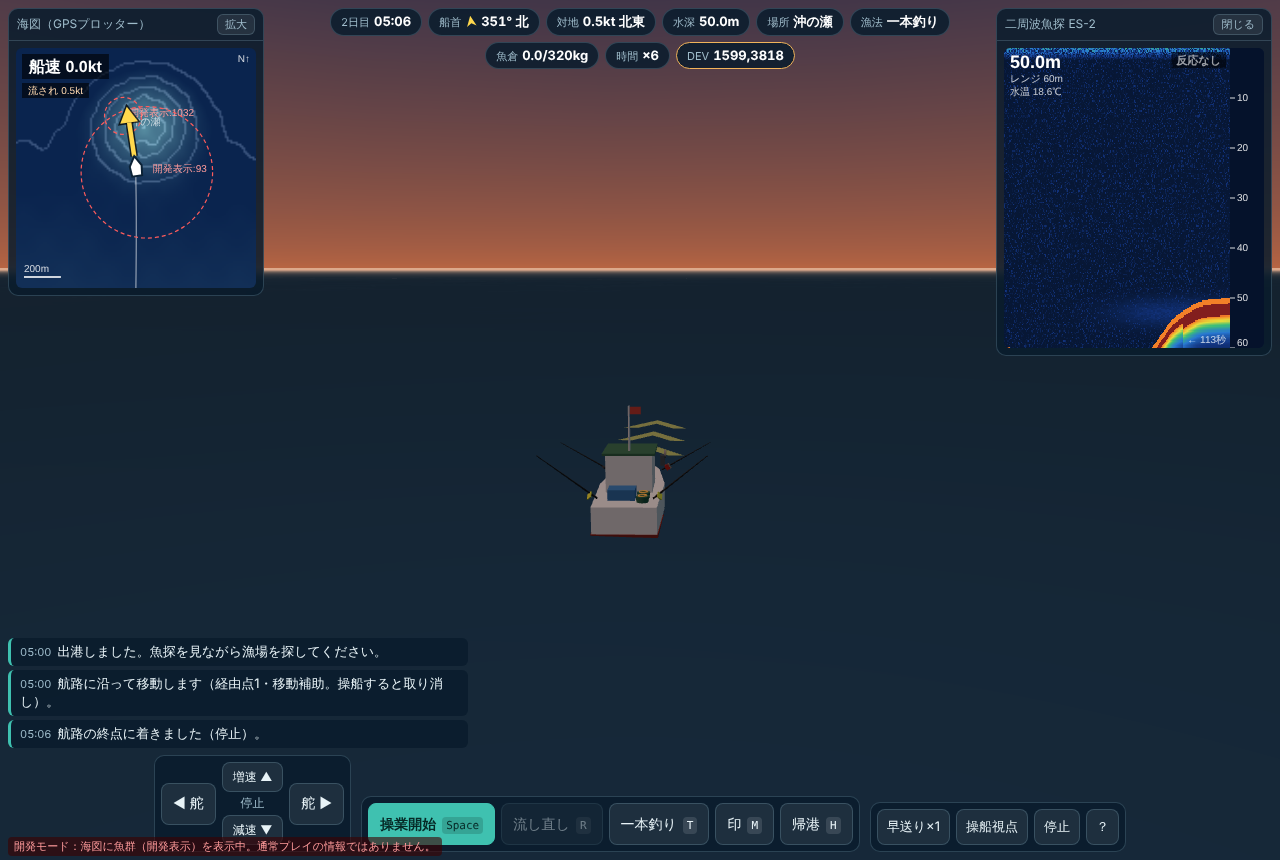 海図（GPSプロッター）
拡大
船速 0.0kt
流され 0.5kt
N↑
開発表示:1032
の瀬
開発表示:93
200m
2日目 05:06
船首 351° 北
対地 0.5kt 北東
水深 50.0m
場所 沖の瀬
漁法 一本釣り
魚倉 0.0/320kg
時間 ×6
DEV 1599,3818
二周波魚探 ES-2
閉じる
50.0m
反応なし
レンジ 60m
水温 18.6℃
10
20
30
40
50
60
← 113秒
05:00 出港しました。魚探を見ながら漁場を探してください。
05:00 航路に沿って移動します（経由点1・移動補助。操船すると取り消
し）。
05:06 航路の終点に着きました（停止）。
◀ 舵
増速 ▲
停止
減速 ▼
舵 ▶
操業開始 Space
流し直し R
一本釣り T
印 M
帰港 H
早送り×1
操船視点
停止
？
開発モード：海図に魚群（開発表示）を表示中。通常プレイの情報ではありません。